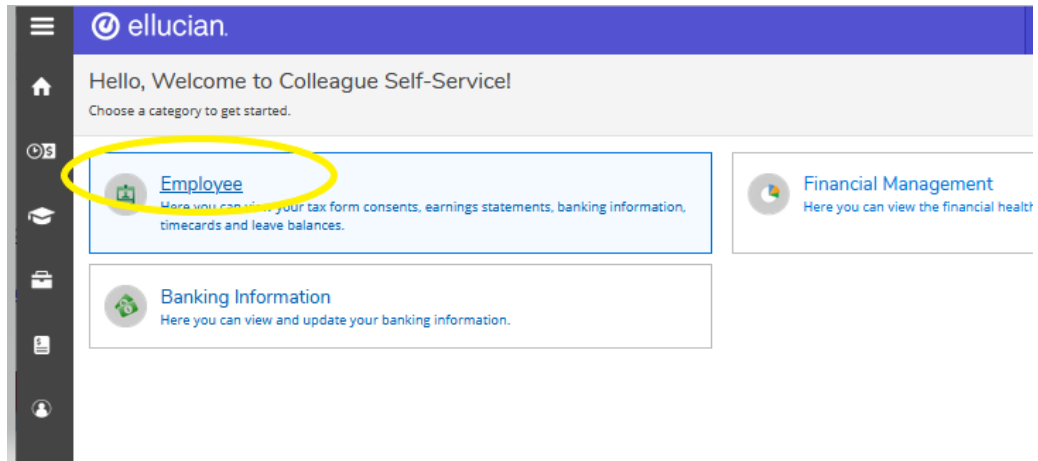 ellucian.
Hello, Welcome to Colleague Self-Service!
Choose a category to get started.
Employee
Here you can view your tax form consents, earnings statements, banking information,
timecards and leave balances.
Financial Management
Here you can view the financial health
Banking Information
Here you can view and update your banking information.